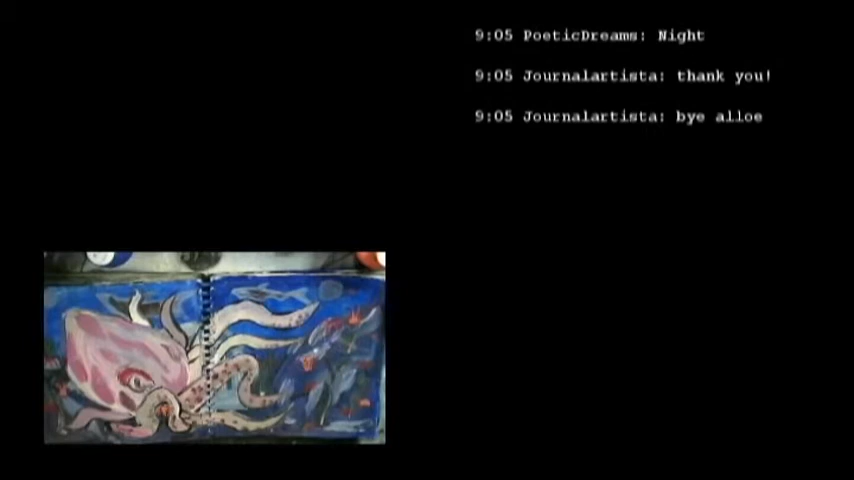 9:05 PoeticDreams: Night
9:05 Journalartista: thank you!
9:05 Journalartista: bye alloe